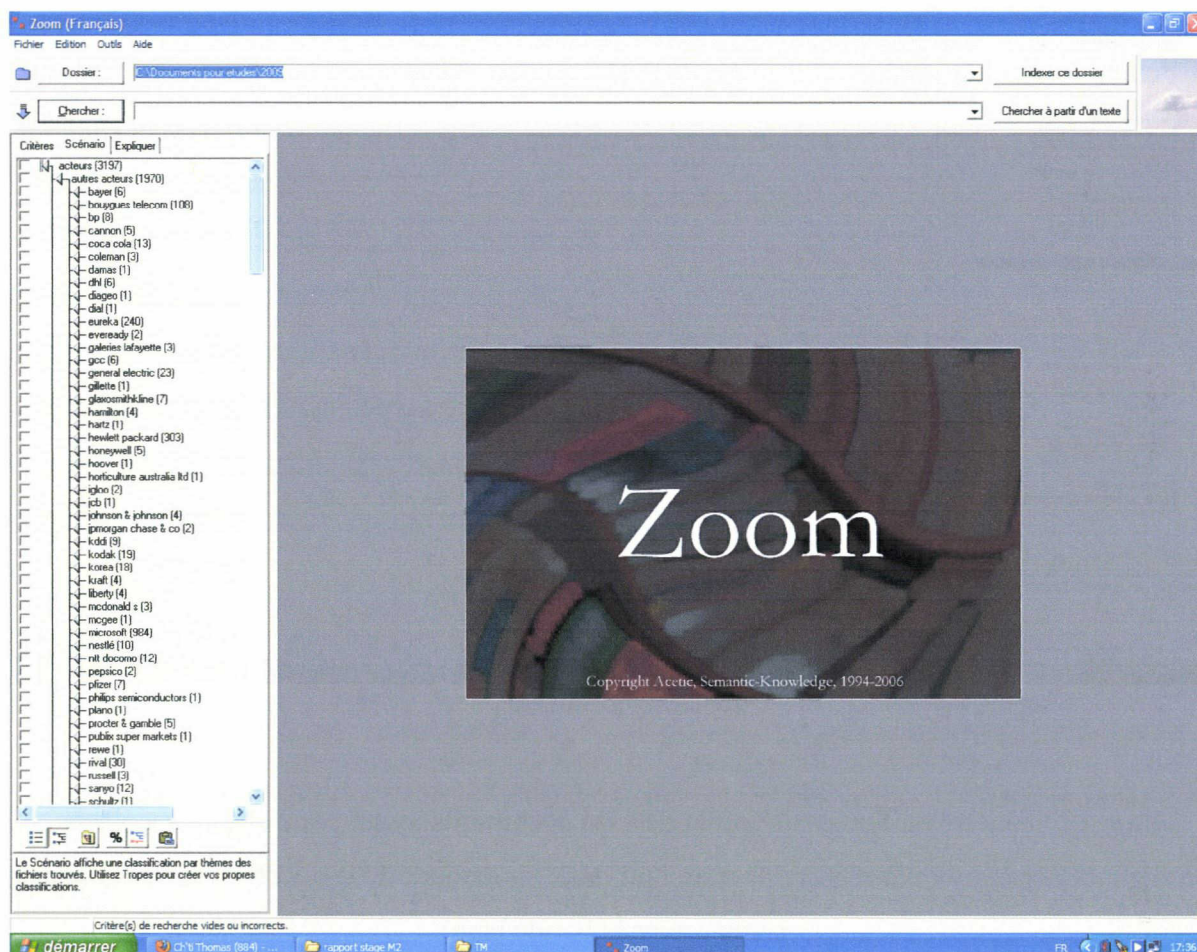 Zoom (Français)
Fichier Edition Outils Aide
Dossier : C:\Documents pour etudes\2005 Indexer ce dossier
Chercher : Chercher à partir d'un texte
Critères Scénario Expliquer
acteurs (3197)
autres acteurs (1970)
bayer (6)
bouygues telecom (108)
bp (8)
cannon (5)
coca cola (13)
coleman (3)
damas (1)
dhl (6)
diageo (1)
dial (1)
eureka (240)
eveready (2)
galeries lafayette (3)
gcc (6)
general electric (23)
gillette (1)
glaxosmithkline (7)
hamilton (4)
hartz (1)
hewlett packard (303)
honeywell (5)
hoover (1)
horticulture australia ltd (1)
igloo (2)
jcb (1)
johnson & johnson (4)
jpmorgan chase & co (2)
kddi (9)
kodak (19)
korea (18)
kraft (4)
liberty (4)
mcdonald s (3)
mcgee (1)
microsoft (984)
nestlé (10)
ntt docomo (12)
pepsico (2)
pfizer (7)
philips semiconductors (1)
plano (1)
procter & gamble (5)
publix super markets (1)
rewe (1)
rival (30)
russell (3)
sanyo (12)
schultz (1)
Zoom
Copyright Acetic, Semantic-Knowledge, 1994-2006
%
Le Scénario affiche une classification par thèmes des
fichiers trouvés. Utilisez Tropes pour créer vos propres
classifications.
Critère(s) de recherche vides ou incorrects.
démarrer Ch'ti Thomas (884) - ... rapport stage M2 TM Zoom FR 17:36